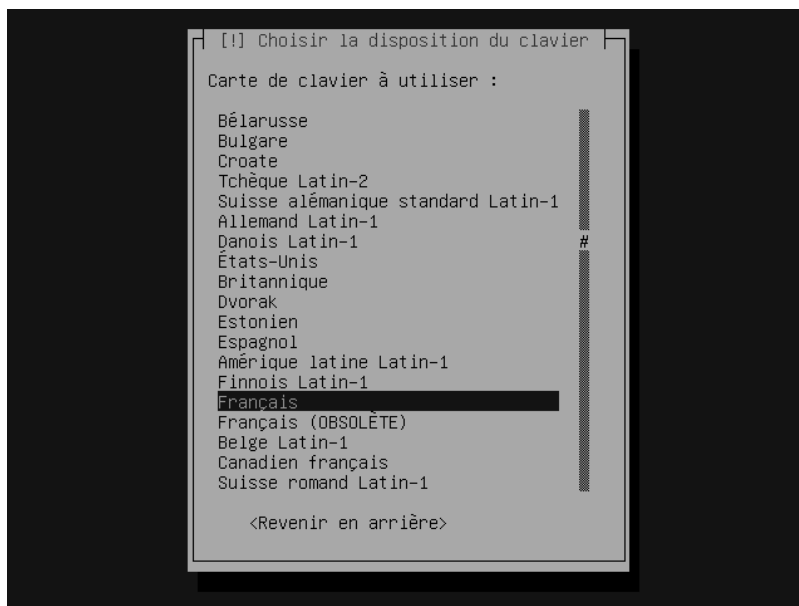 [!] Choisir la disposition du clavier
Carte de clavier à utiliser :
Bélarusse
Bulgare
Croate
Tchèque Latin-2
Suisse alémanique standard Latin-1
Allemand Latin-1
Danois Latin-1 #
États-Unis
Britannique
Dvorak
Estonien
Espagnol
Amérique latine Latin-1
Finnois Latin-1
Français
Français (OBSOLÈTE)
Belge Latin-1
Canadien français
Suisse romand Latin-1
<Revenir en arrière>